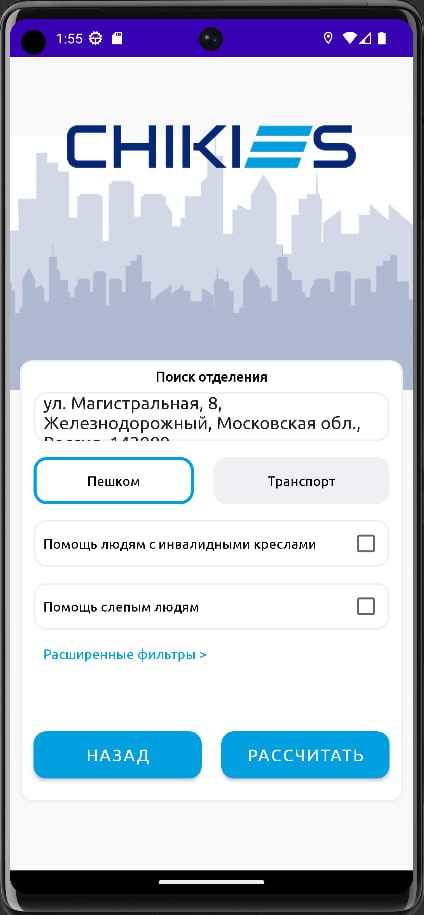 1:55
CHIKIES
Поиск отделения
ул. Магистральная, 8,
Железнодорожный, Московская обл.,
Пешком
Транспорт
Помощь людям с инвалидными креслами
Помощь слепым людям
Расширенные фильтры >
НАЗАД
РАССЧИТАТЬ